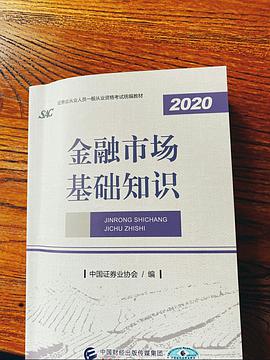 SAC
证券业从业人员一般从业资格考试统编教材
2020
金融市场
基础知识
JINRONG SHICHANG
JICHU ZHISHI
中国证券业协会/编
中国财经出版传媒集团